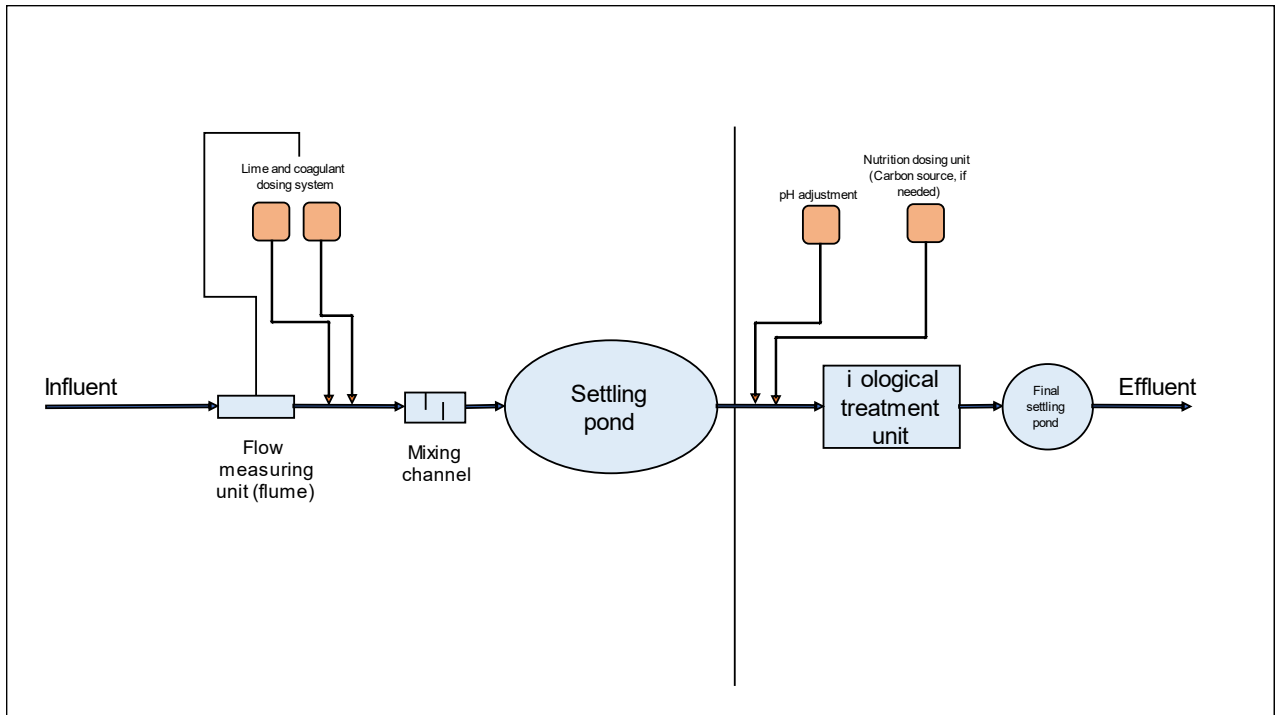 Lime and coagulant
dosing system
Nutrition dosing unit
(Carbon source, if
needed)
pH adjustment
Influent
Flow
measuring
unit (flume)
Mixing
channel
Settling
pond
i ological
treatment
unit
Final
settling
pond
Effluent